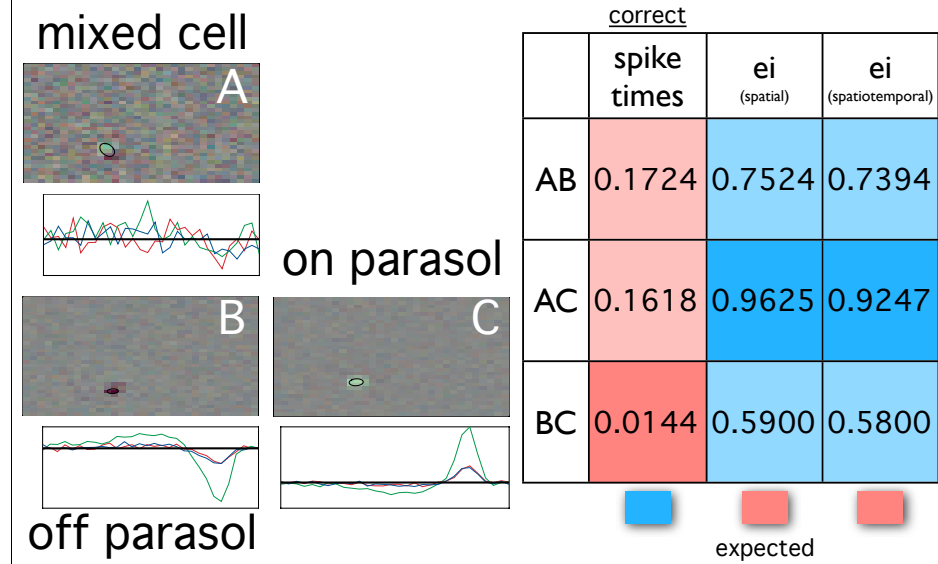 mixed cell
A
on parasol
B
C
off parasol
correct
spike times
ei (spatial)
ei (spatiotemporal)
AB 0.1724 0.7524 0.7394
AC 0.1618 0.9625 0.9247
BC 0.0144 0.5900 0.5800
expected